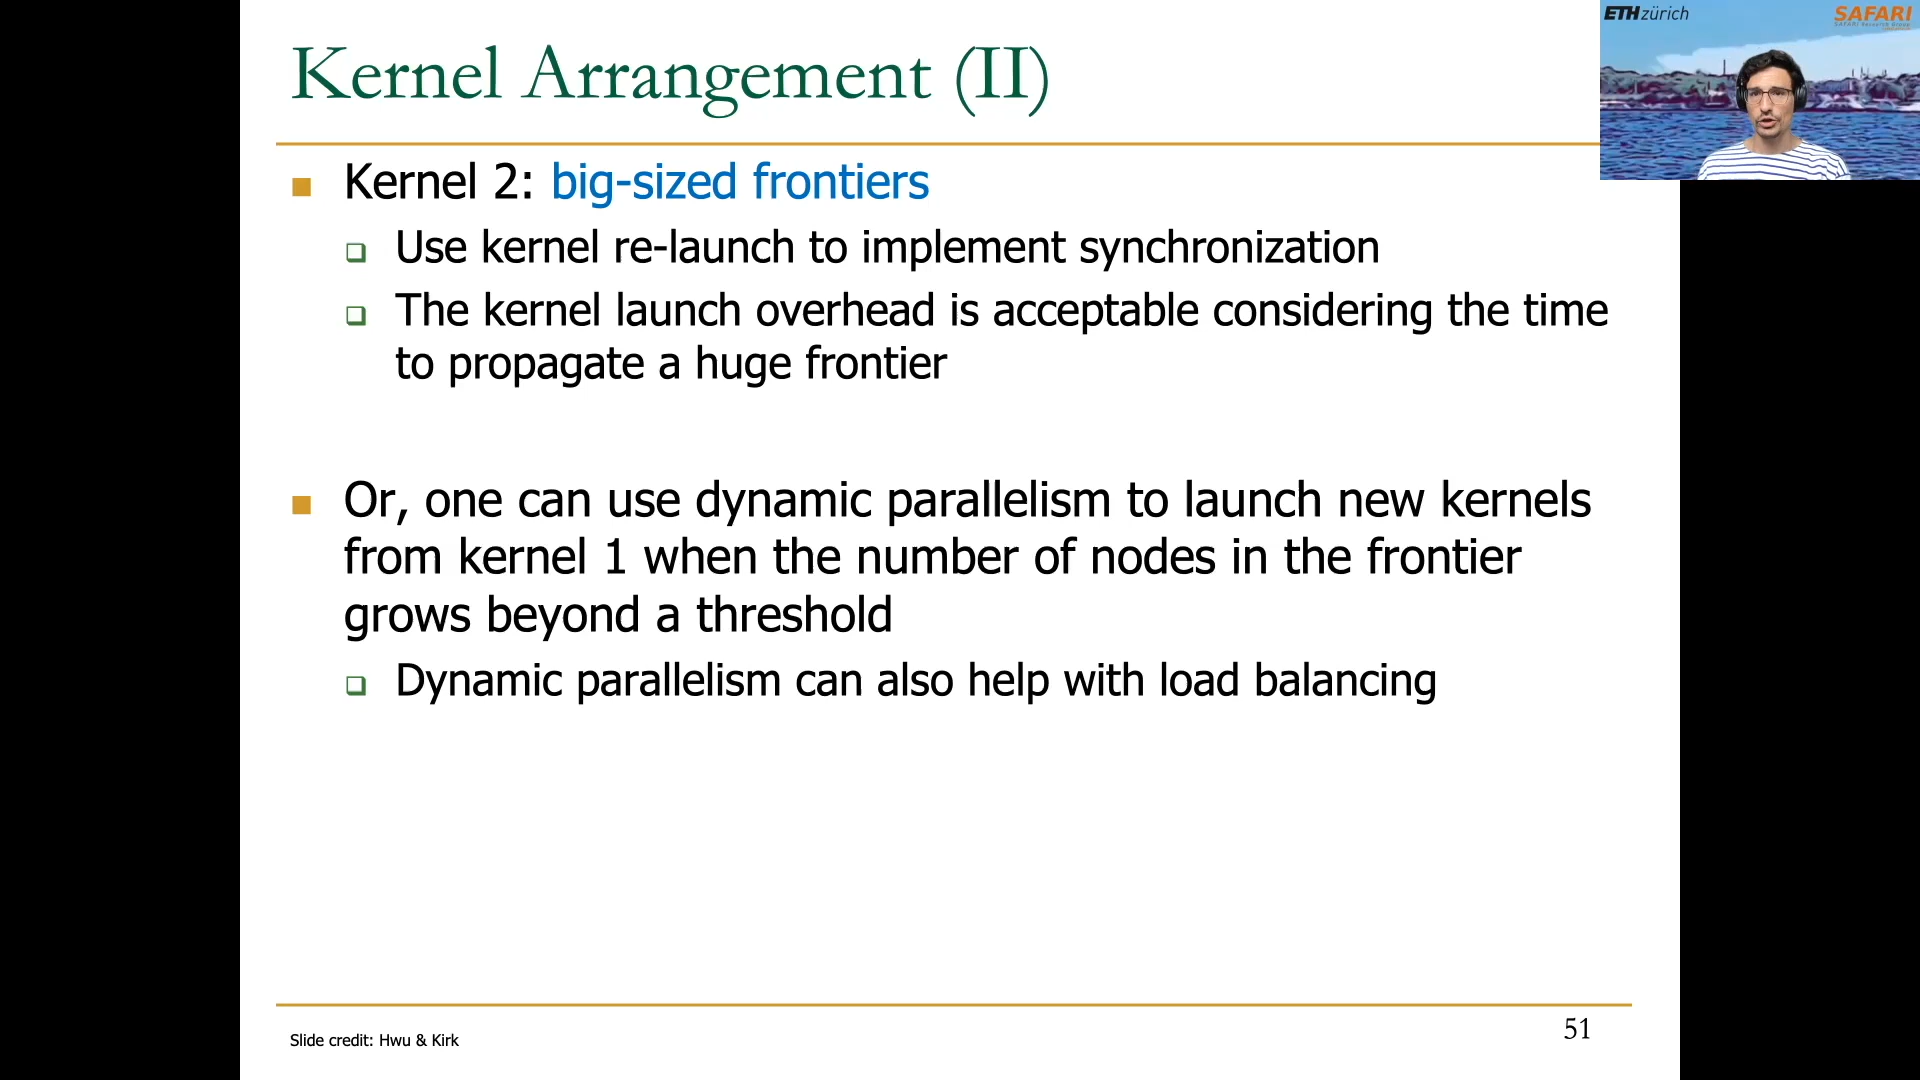 Kernel Arrangement (II)
ETH zürich
SAFARI
Kernel 2: big-sized frontiers
Use kernel re-launch to implement synchronization
The kernel launch overhead is acceptable considering the time
to propagate a huge frontier
Or, one can use dynamic parallelism to launch new kernels
from kernel 1 when the number of nodes in the frontier
grows beyond a threshold
Dynamic parallelism can also help with load balancing
Slide credit: Hwu & Kirk
51